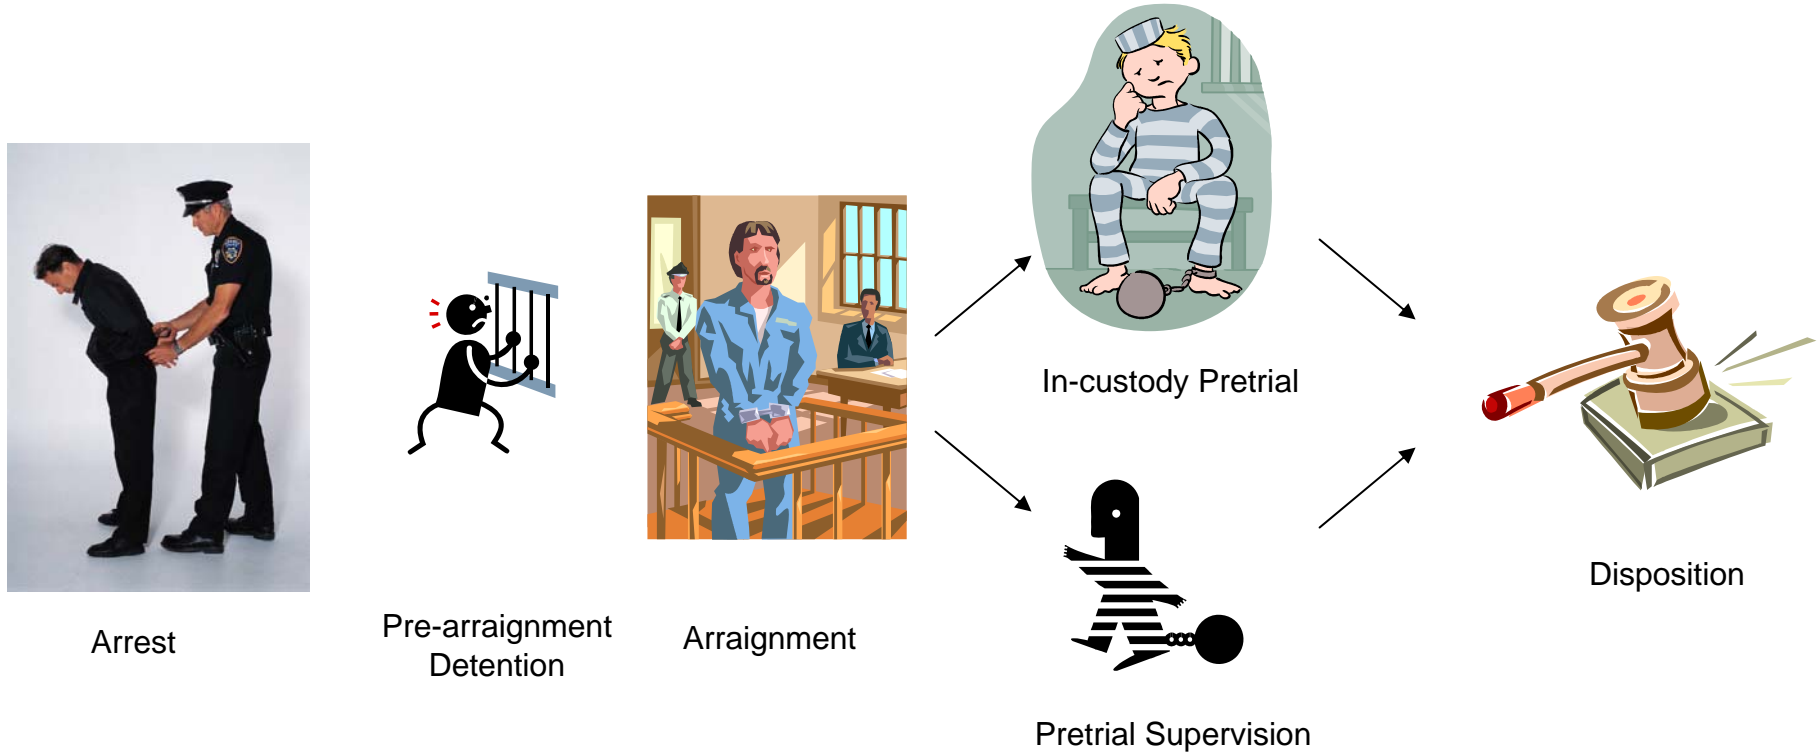 Arrest
Pre-arraignment
Detention
Arraignment
In-custody Pretrial
Pretrial Supervision
Disposition